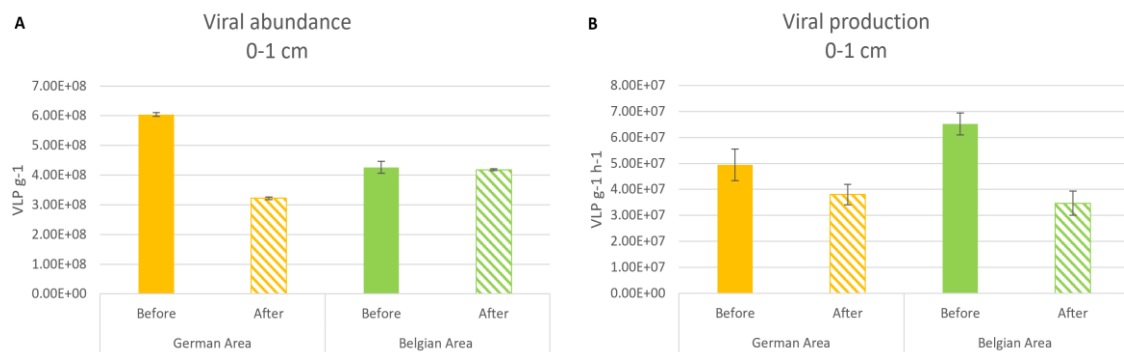 A
Viral abundance
0-1 cm
VLP g-1
7.00E+08
6.00E+08
5.00E+08
4.00E+08
3.00E+08
2.00E+08
1.00E+08
0.00E+00
Before
After
Before
After
German Area
Belgian Area
B
Viral production
0-1 cm
VLP g-1 h-1
8.00E+07
7.00E+07
6.00E+07
5.00E+07
4.00E+07
3.00E+07
2.00E+07
1.00E+07
0.00E+00
Before
After
Before
After
German Area
Belgian Area